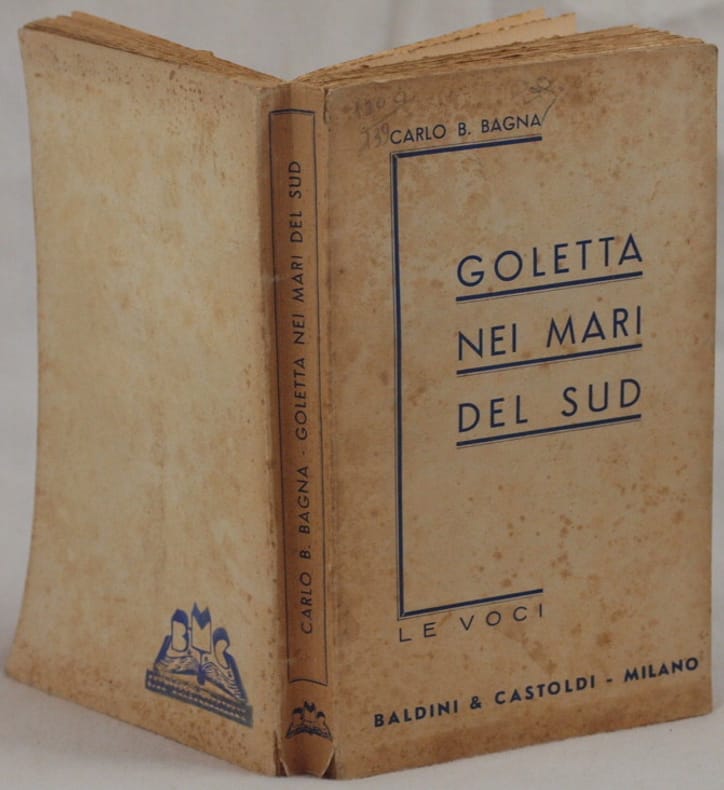 CARLO B. BAGNA
GOLETTA
NEI MARI
DEL SUD
LE VOCI
BALDINI & CASTOLDI - MILANO
CARLO B. BAGNA - GOLETTA NEI MARI DEL SUD
BMC